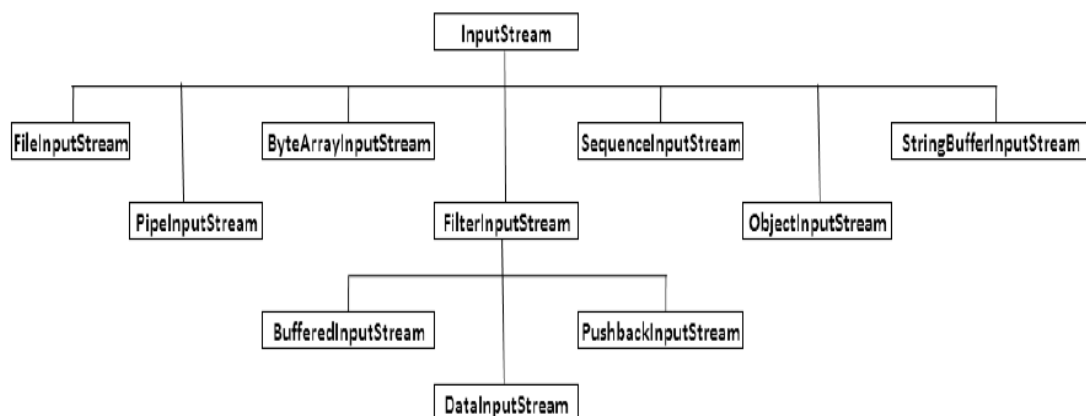 InputStream
FileInputStream ByteArrayInputStream SequenceInputStream StringBufferInputStream
PipeInputStream FilterInputStream ObjectInputStream
BufferedInputStream PushbackInputStream
DataInputStream